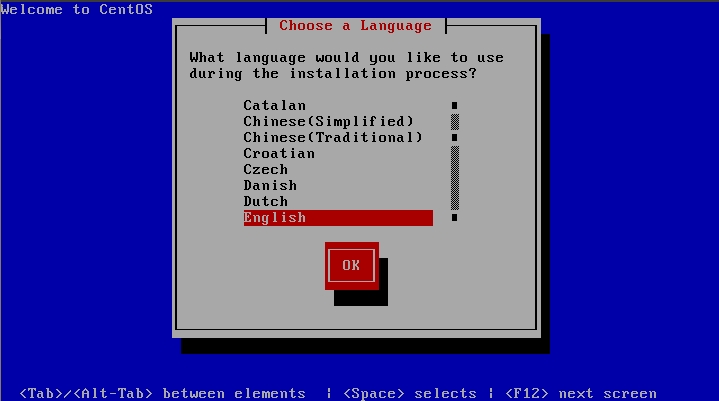 Welcome to CentOS
Choose a Language
What language would you like to use
during the installation process?
Catalan
Chinese(Simplified)
Chinese(Traditional)
Croatian
Czech
Danish
Dutch
English
OK
<Tab>/<Alt-Tab> between elements | <Space> selects | <F12> next screen